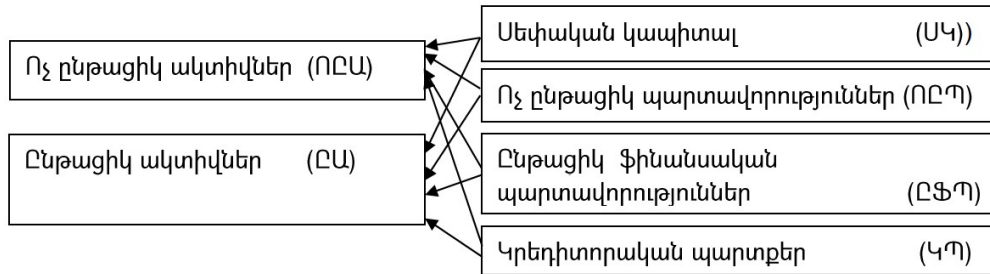 Ոչ ընթացիկ ակտիվներ (ՈԸԱ)
Ընթացիկ ակտիվներ (ԸԱ)
Սեփական կապիտալ (ՍԿ))
Ոչ ընթացիկ պարտավորություններ (ՈԸՊ)
Ընթացիկ ֆինանսական
պարտավորություններ (ԸՖՊ)
Կրեդիտորական պարտքեր (ԿՊ)